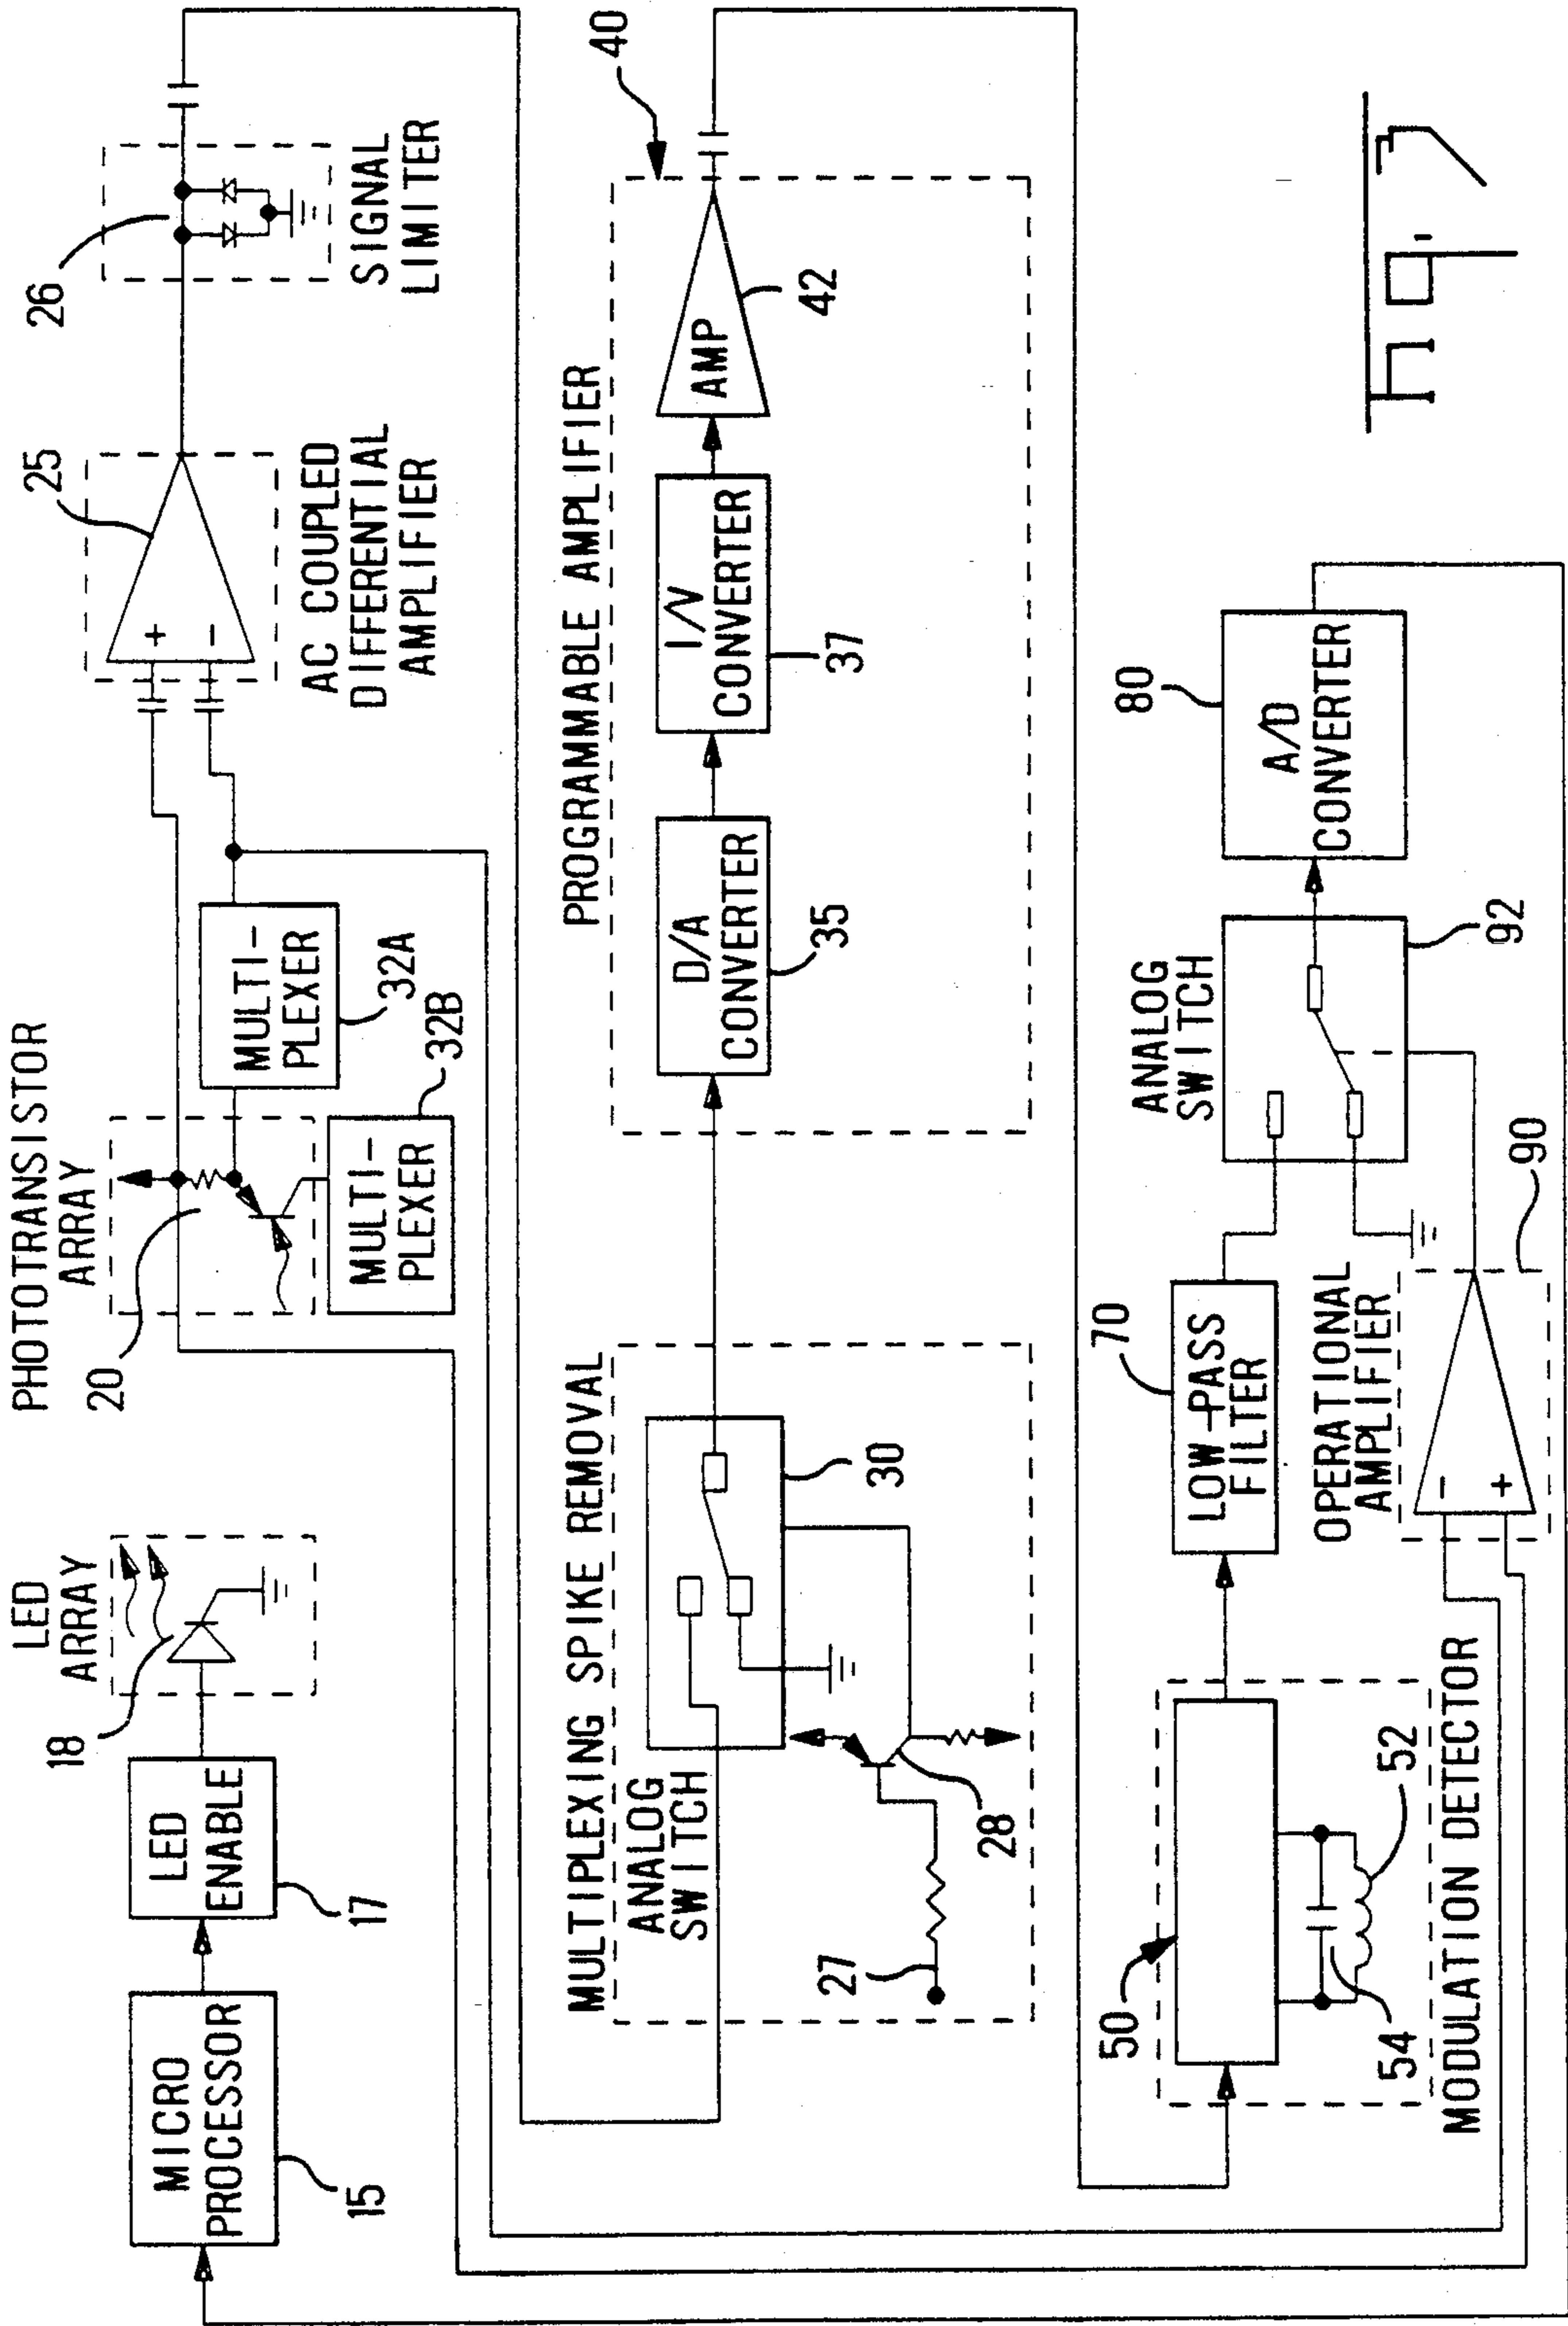 MICRO
PROCESSOR
15
LED
ENABLE
17
LED
ARRAY
18
PHOTOTRANSISTOR
ARRAY
20
MULTI-
PLEXER
32A
MULTI-
PLEXER
32B
25
+
−
AC COUPLED
DIFFERENTIAL
AMPLIFIER
26
SIGNAL
LIMITER
MULTIPLEXING SPIKE REMOVAL
ANALOG
SWITCH
30
27
28
PROGRAMMABLE AMPLIFIER
40
D/A
CONVERTER
35
I/V
CONVERTER
37
AMP
42
50
52
54
MODULATION DETECTOR
70
LOW-PASS
FILTER
OPERATIONAL
AMPLIFIER
−
+
90
ANALOG
SWITCH
92
80
A/D
CONVERTER
FIG. 7